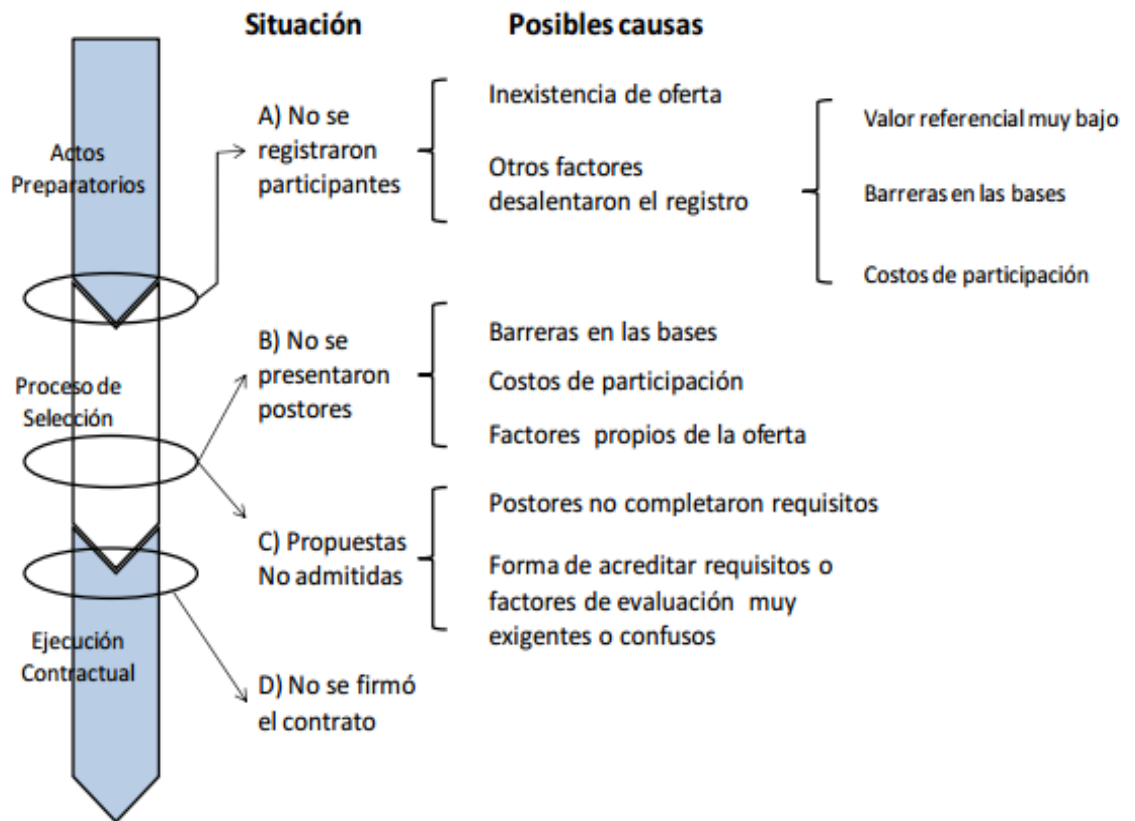 Situación
Posibles causas
Actos
Preparatorios
A) No se
registraron
participantes
Inexistencia de oferta
Otros factores
desalentaron el registro
Valor referencial muy bajo
Barreras en las bases
Costos de participación
Proceso de
Selección
B) No se
presentaron
postores
Barreras en las bases
Costos de participación
Factores propios de la oferta
C) Propuestas
No admitidas
Postores no completaron requisitos
Forma de acreditar requisitos o
factores de evaluación muy
exigentes o confusos
Ejecución
Contractual
D) No se firmó
el contrato